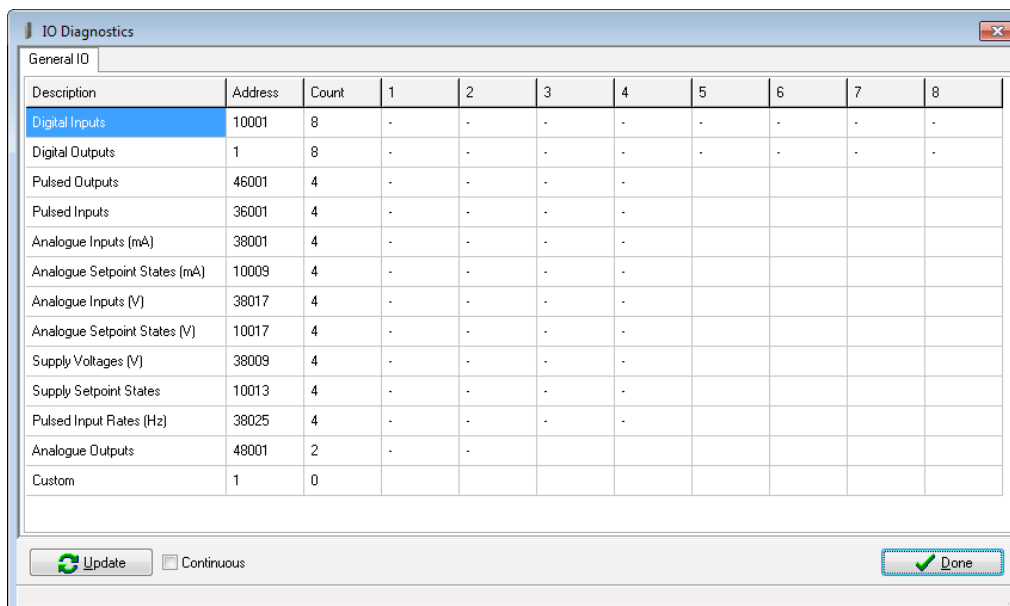 IO Diagnostics
General IO
Description Address Count 1 2 3 4 5 6 7 8
Digital Inputs 10001 8 - - - - - - - -
Digital Outputs 1 8 - - - - - - - -
Pulsed Outputs 46001 4 - - - -
Pulsed Inputs 36001 4 - - - -
Analogue Inputs (mA) 38001 4 - - - -
Analogue Setpoint States (mA) 10009 4 - - - -
Analogue Inputs (V) 38017 4 - - - -
Analogue Setpoint States (V) 10017 4 - - - -
Supply Voltages (V) 38009 4 - - - -
Supply Setpoint States 10013 4 - - - -
Pulsed Input Rates (Hz) 38025 4 - - - -
Analogue Outputs 48001 2 - -
Custom 1 0
Update Continuous Done